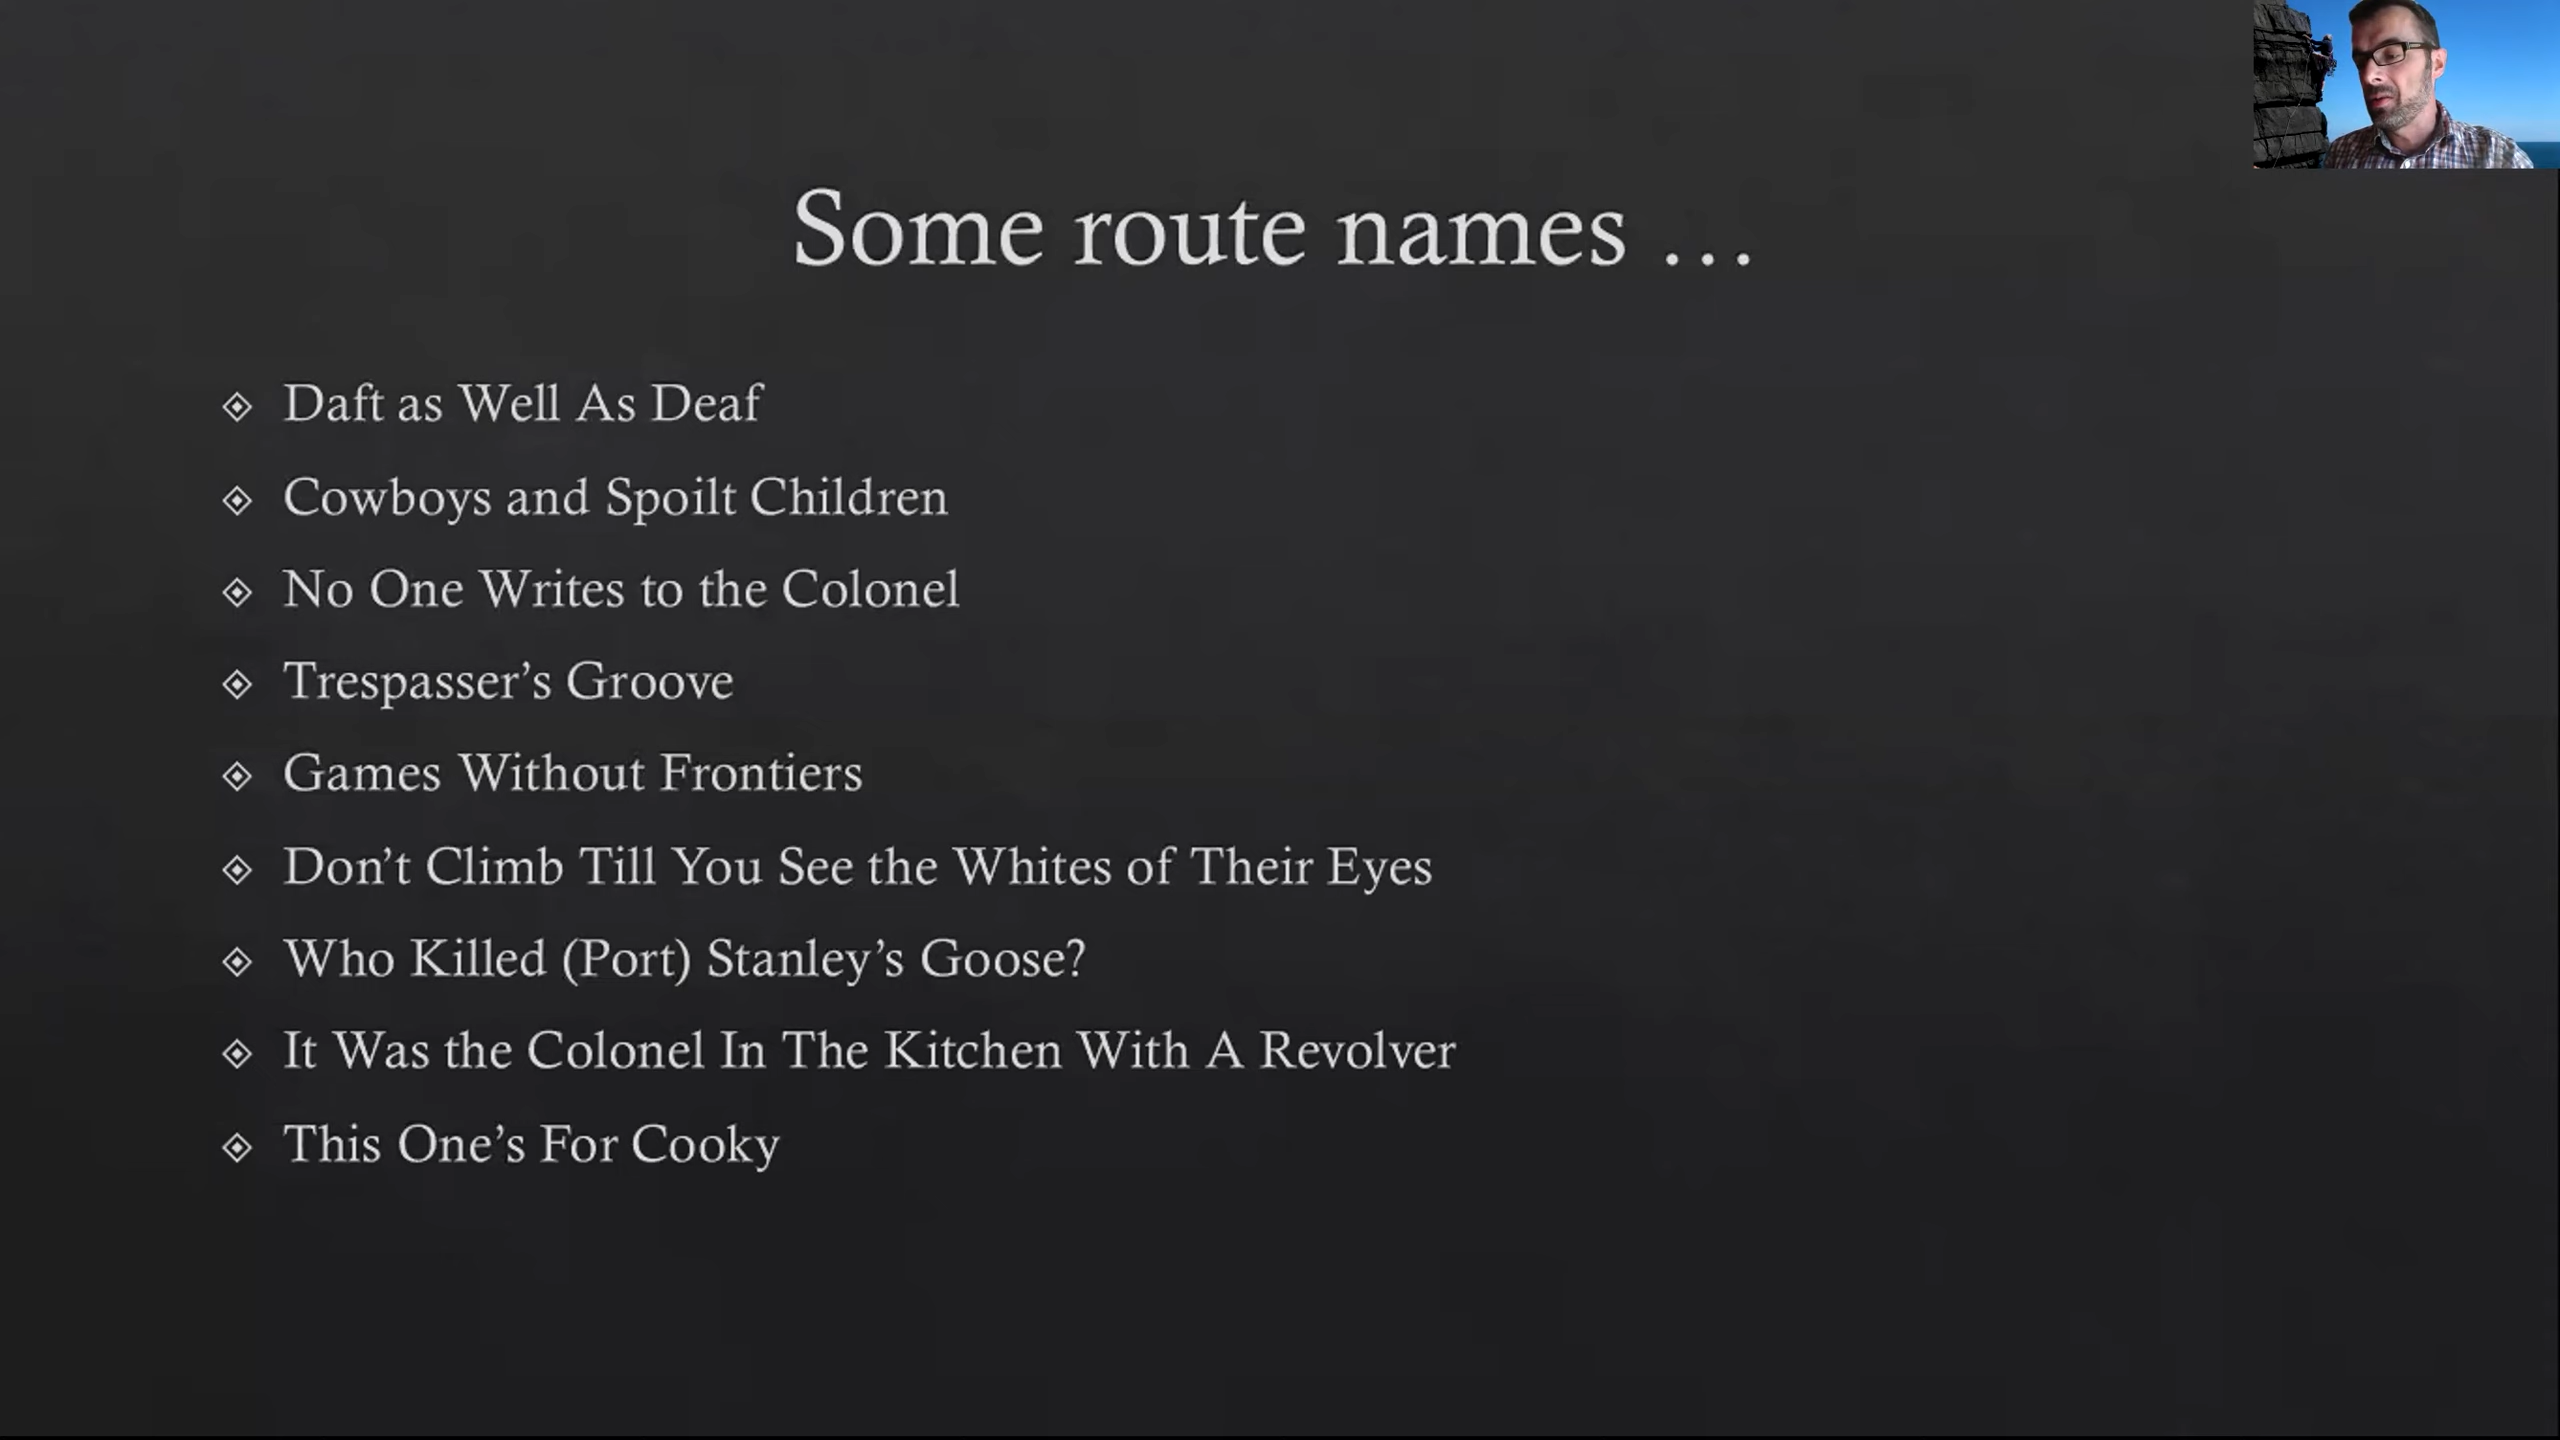 Some route names …
Daft as Well As Deaf
Cowboys and Spoilt Children
No One Writes to the Colonel
Trespasser’s Groove
Games Without Frontiers
Don’t Climb Till You See the Whites of Their Eyes
Who Killed (Port) Stanley’s Goose?
It Was the Colonel In The Kitchen With A Revolver
This One’s For Cooky